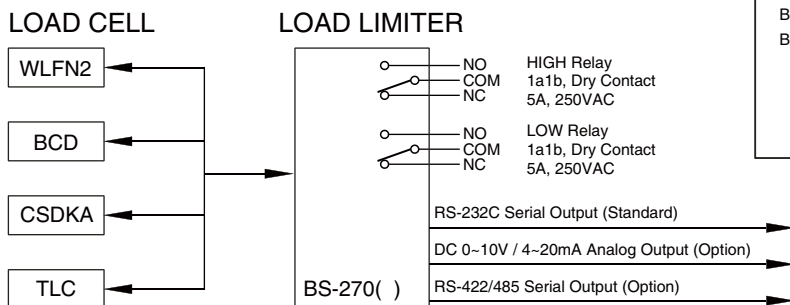 LOAD CELL
LOAD LIMITER
WLFN2
BCD
CSDKA
TLC
BS-270( )
NO
COM
NC
HIGH Relay
1a1b, Dry Contact
5A, 250VAC
NO
COM
NC
LOW Relay
1a1b, Dry Contact
5A, 250VAC
RS-232C Serial Output (Standard)
DC 0~10V / 4~20mA Analog Output (Option)
RS-422/485 Serial Output (Option)
B
B